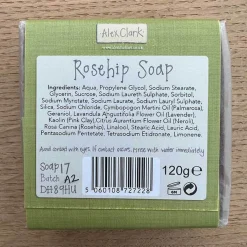 Alex Clark
Rosehip Soap
Ingredients: Aqua, Propylene Glycol, Sodium Stearate,
Glycerin, Sucrose, Sodium Laureth Sulphate, Sorbitol,
Sodium Myristate, Sodium Laurate, Sodium Lauryl Sulphate,
Silica, Sodium Chloride, Cymbopogon Martini Oil (Palmarosa),
Geraniol, Lavandula Angustifolia Flower Oil (Lavender),
Kaolin (Pink Clay), Citrus Aurantium Flower Oil (Neroli),
Rosa Canina (Rosehip), Linalool, Stearic Acid, Lauric Acid,
Pentasodium Pentetate, Tetrasodium Etidronate, Limonene.
Avoid contact with eyes. If contact occurs, rinse with water immediately
Soap17
Batch A2
DH89HU
5 060108 727228
120g e